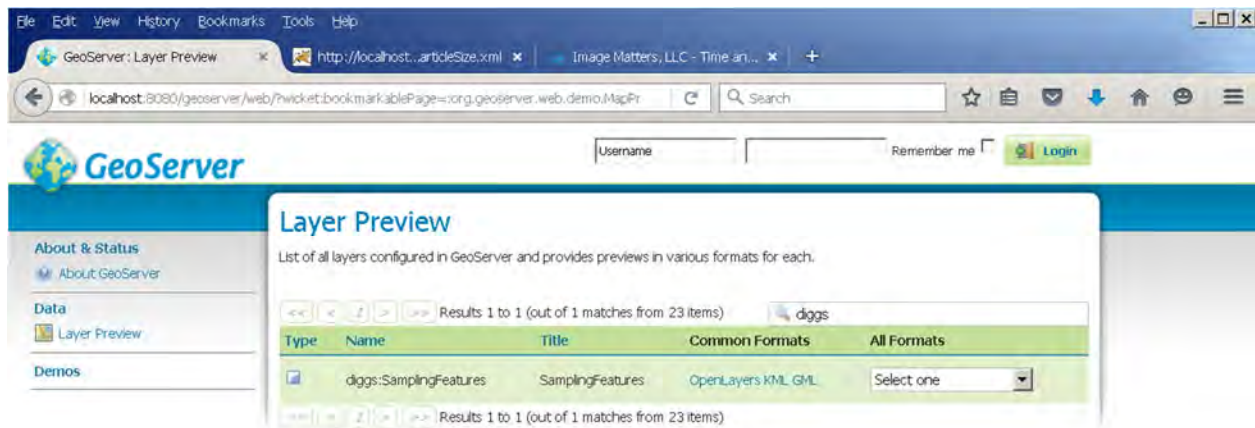 File Edit View History Bookmarks Tools Help
GeoServer: Layer Preview × http://localhost...articleSize.xml × Image Matters, LLC - Time an... × +
localhost:8080/geoserver/web/?wicket:bookmarkablePage=:org.geoserver.web.demo.MapPr Search
GeoServer Username Remember me Login
Layer Preview
List of all layers configured in GeoServer and provides previews in various formats for each.
About & Status
About GeoServer
Data
Layer Preview
Demos
<< < 1 > >> Results 1 to 1 (out of 1 matches from 23 items) diggs
Type Name Title Common Formats All Formats
diggs:SamplingFeatures SamplingFeatures OpenLayers KML GML Select one
<< < 1 > >> Results 1 to 1 (out of 1 matches from 23 items)